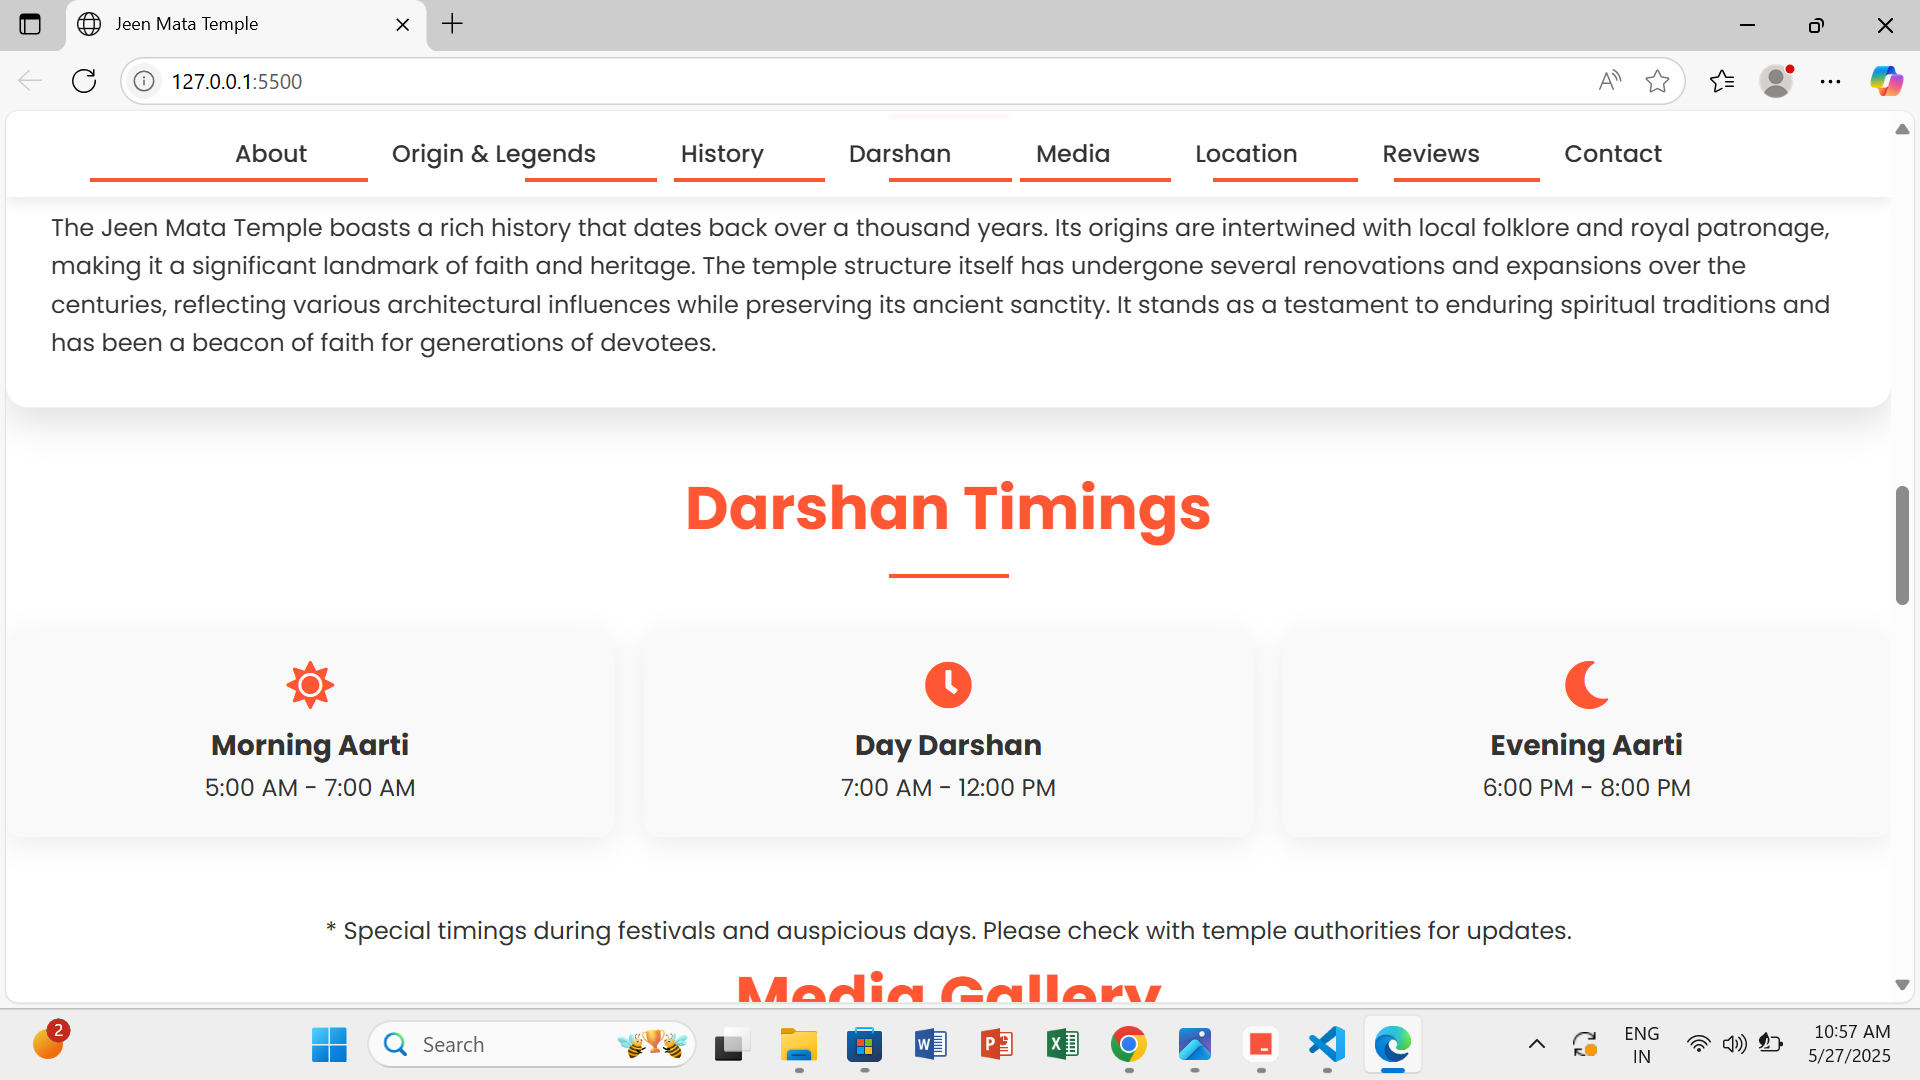 Jeen Mata Temple
127.0.0.1:5500
About Origin & Legends History Darshan Media Location Reviews Contact
The Jeen Mata Temple boasts a rich history that dates back over a thousand years. Its origins are intertwined with local folklore and royal patronage,
making it a significant landmark of faith and heritage. The temple structure itself has undergone several renovations and expansions over the
centuries, reflecting various architectural influences while preserving its ancient sanctity. It stands as a testament to enduring spiritual traditions and
has been a beacon of faith for generations of devotees.
Darshan Timings
Morning Aarti
5:00 AM - 7:00 AM
Day Darshan
7:00 AM - 12:00 PM
Evening Aarti
6:00 PM - 8:00 PM
* Special timings during festivals and auspicious days. Please check with temple authorities for updates.
Media Gallery
2
Search
ENG
IN
10:57 AM
5/27/2025